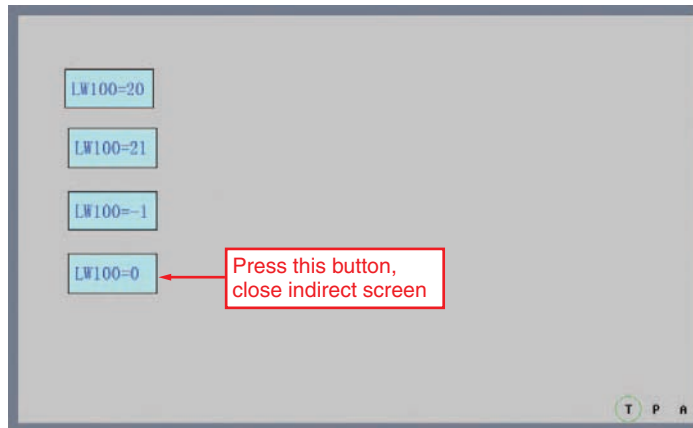 LW100=20
LW100=21
LW100=-1
LW100=0
Press this button,
close indirect screen
T P A